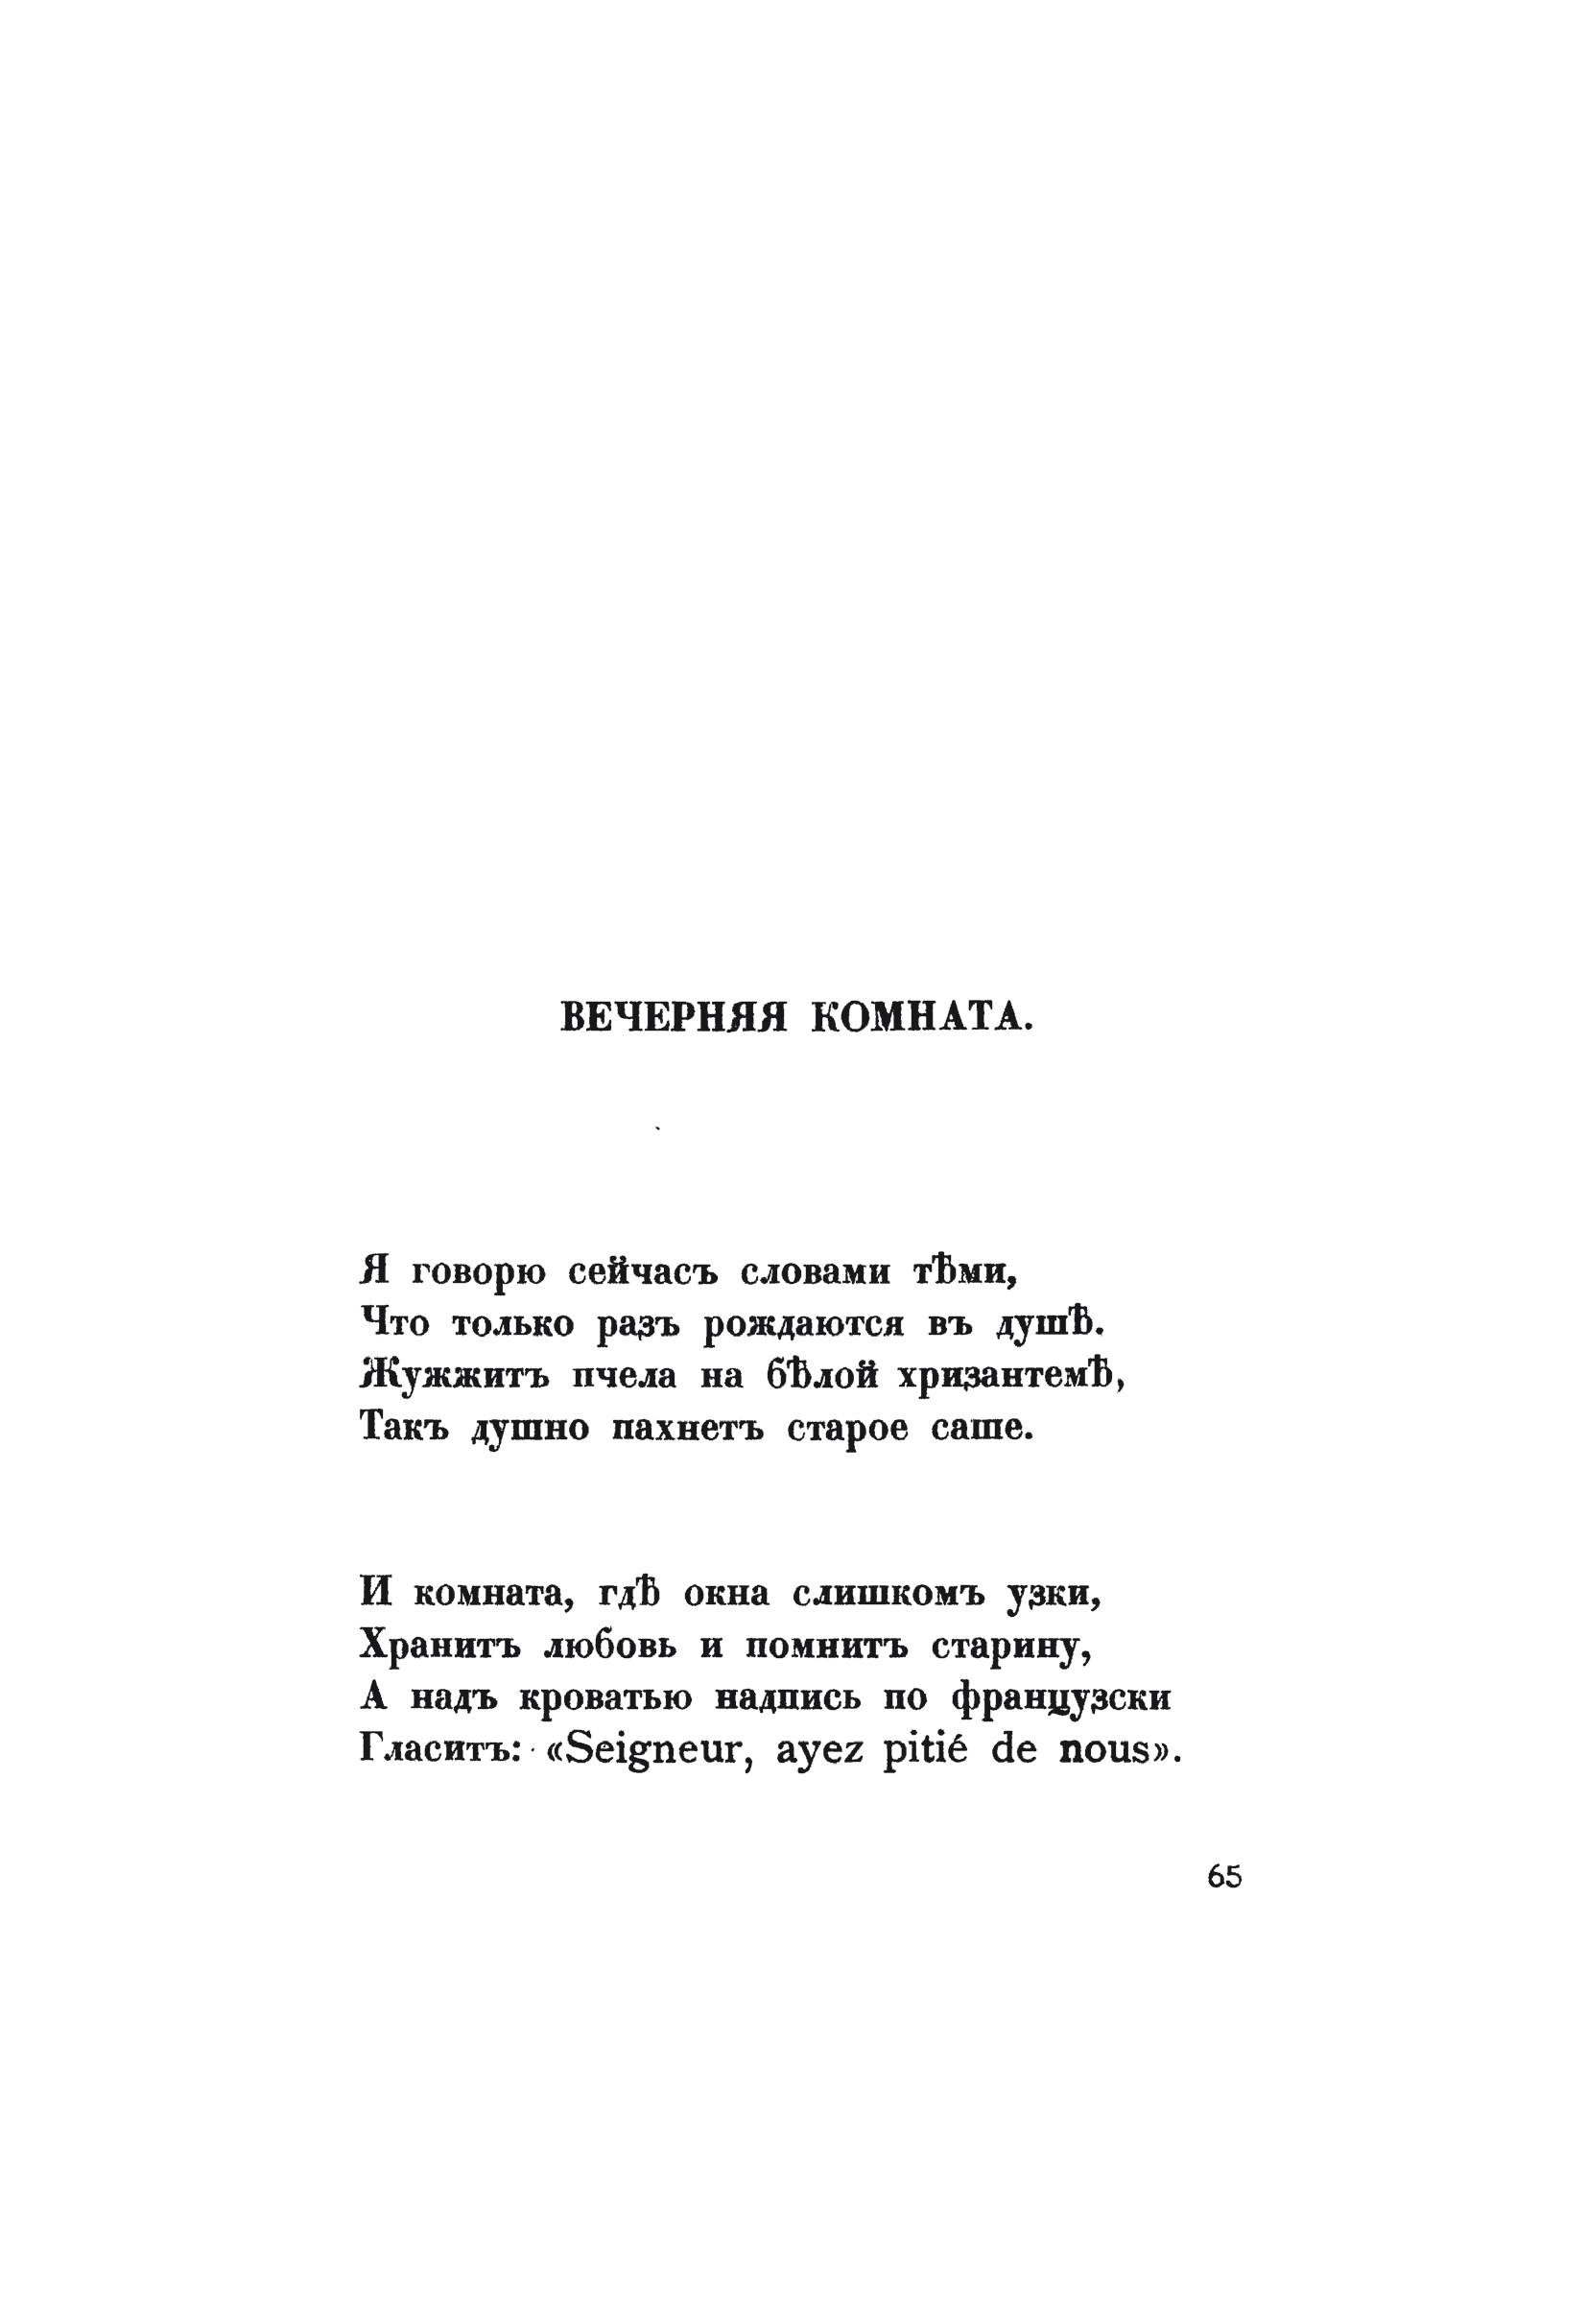 ВЕЧЕРНЯЯ КОМНАТА.
Я говорю сейчасъ словами тѣми,
Что только разъ рождаются въ душѣ.
Жужжитъ пчела на бѣлой хризантемѣ,
Такъ душно пахнетъ старое саше.
И комната, гдѣ окна слишкомъ узки,
Хранитъ любовь и помнитъ старину,
А надъ кроватью надпись по французски
Гласитъ: «Seigneur, ayez pitié de nous».
65